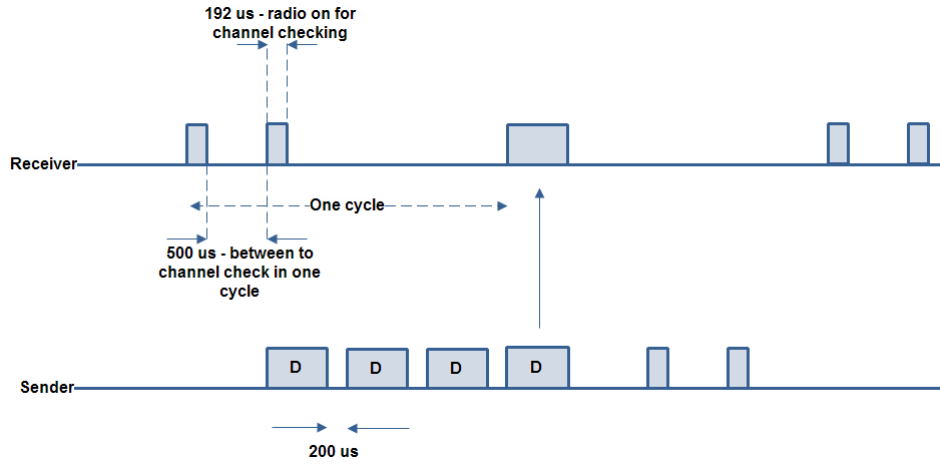 192 us - radio on for
channel checking
Receiver
One cycle
500 us - between to
channel check in one
cycle
D D D D
Sender
200 us